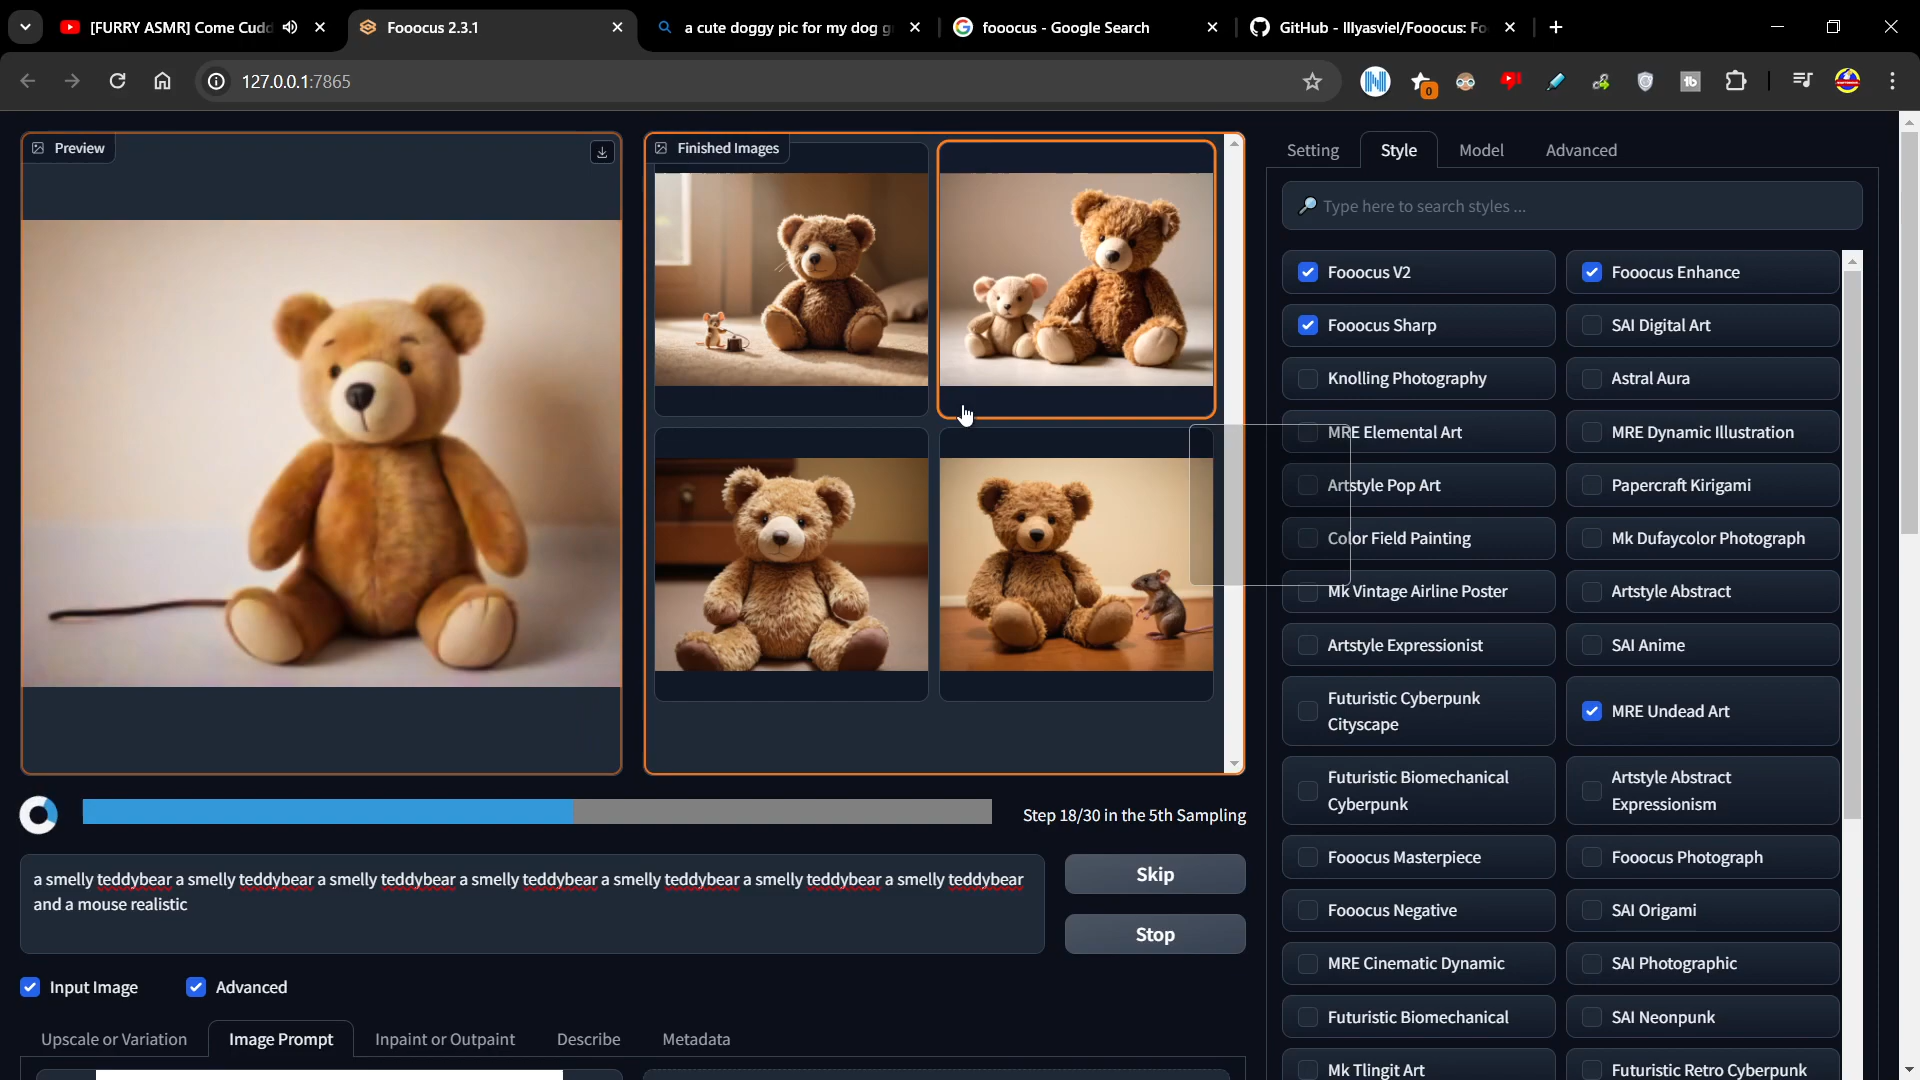 [FURRY ASMR] Come Cudd
Fooocus 2.3.1
a cute doggy pic for my dog g
fooocus - Google Search
GitHub - lllyasviel/Fooocus: Fo
127.0.0.1:7865
0
Preview
Finished Images
Setting
Style
Model
Advanced
Type here to search styles ...
Fooocus V2
Fooocus Enhance
Fooocus Sharp
SAI Digital Art
Knolling Photography
Astral Aura
MRE Elemental Art
MRE Dynamic Illustration
Artstyle Pop Art
Papercraft Kirigami
Color Field Painting
Mk Dufaycolor Photograph
Mk Vintage Airline Poster
Artstyle Abstract
Artstyle Expressionist
SAI Anime
Futuristic Cyberpunk
Cityscape
MRE Undead Art
Futuristic Biomechanical
Cyberpunk
Artstyle Abstract
Expressionism
Fooocus Masterpiece
Fooocus Photograph
Fooocus Negative
SAI Origami
MRE Cinematic Dynamic
SAI Photographic
Futuristic Biomechanical
SAI Neonpunk
Mk Tlingit Art
Futuristic Retro Cyberpunk
Step 18/30 in the 5th Sampling
a smelly teddybear a smelly teddybear a smelly teddybear a smelly teddybear a smelly teddybear a smelly teddybear a smelly teddybear
and a mouse realistic
Skip
Stop
Input Image
Advanced
Upscale or Variation
Image Prompt
Inpaint or Outpaint
Describe
Metadata